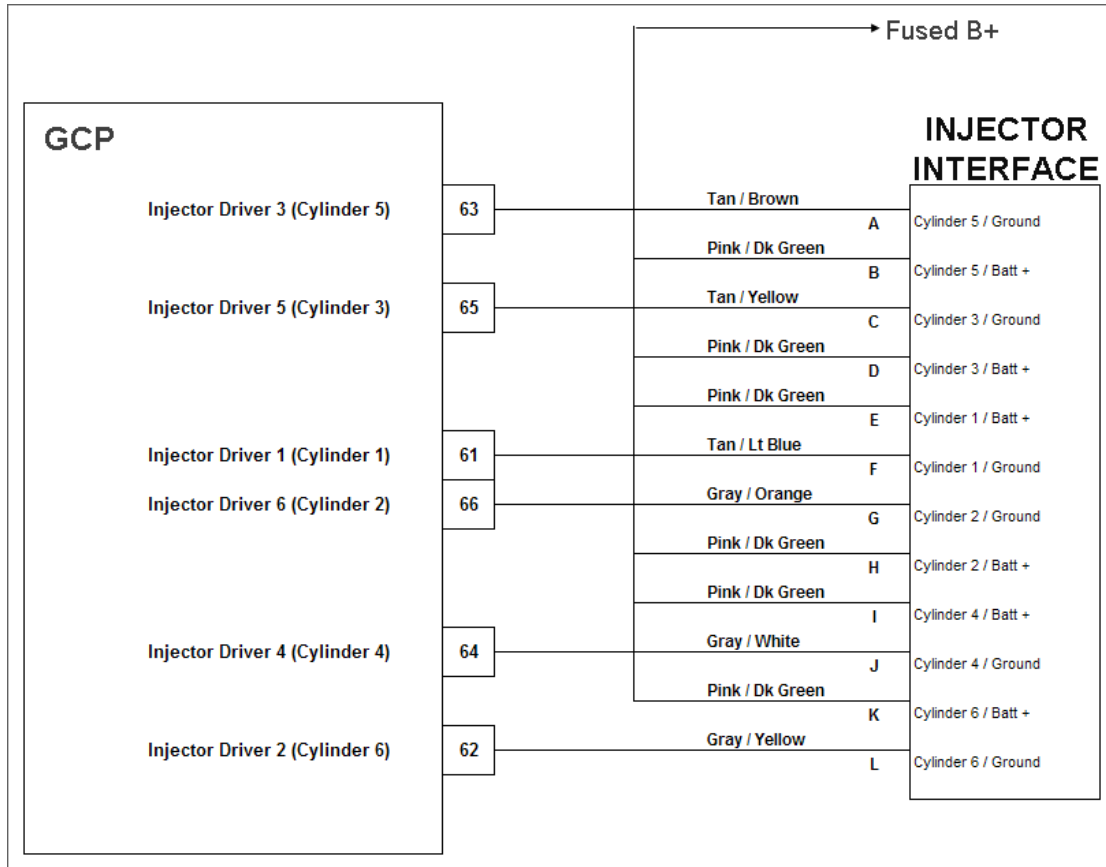 Fused B+
GCP
INJECTOR
INTERFACE
Injector Driver 3 (Cylinder 5)
63
Tan / Brown
A
Cylinder 5 / Ground
Pink / Dk Green
B
Cylinder 5 / Batt +
Injector Driver 5 (Cylinder 3)
65
Tan / Yellow
C
Cylinder 3 / Ground
Pink / Dk Green
D
Cylinder 3 / Batt +
Pink / Dk Green
E
Cylinder 1 / Batt +
Injector Driver 1 (Cylinder 1)
61
Tan / Lt Blue
F
Cylinder 1 / Ground
Injector Driver 6 (Cylinder 2)
66
Gray / Orange
G
Cylinder 2 / Ground
Pink / Dk Green
H
Cylinder 2 / Batt +
Pink / Dk Green
I
Cylinder 4 / Batt +
Injector Driver 4 (Cylinder 4)
64
Gray / White
J
Cylinder 4 / Ground
Pink / Dk Green
K
Cylinder 6 / Batt +
Injector Driver 2 (Cylinder 6)
62
Gray / Yellow
L
Cylinder 6 / Ground